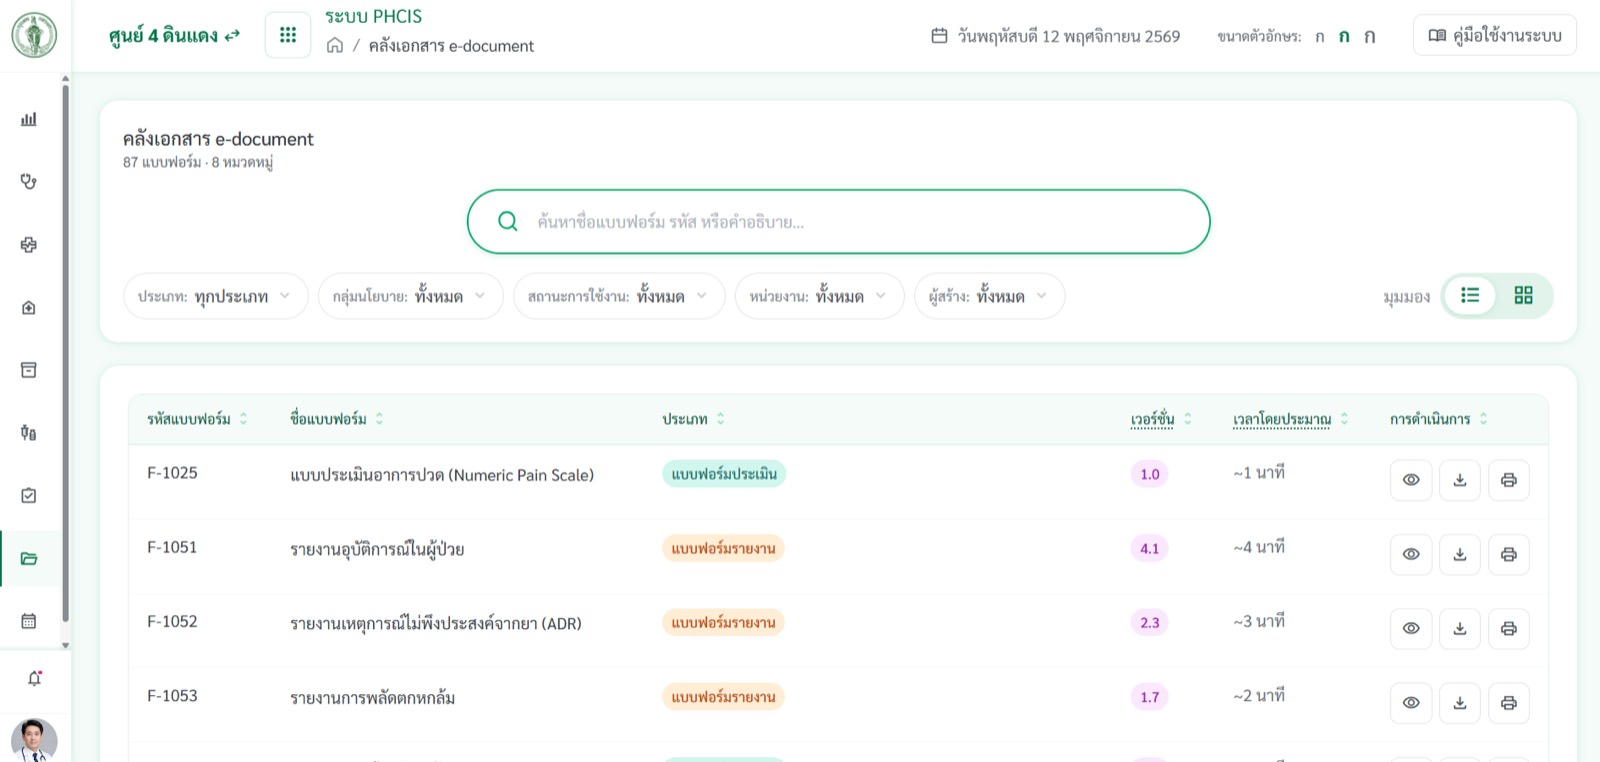 ศูนย์ 4 ดินแดง
ระบบ PHCIS
/ คลังเอกสาร e-document
วันพฤหัสบดี 12 พฤศจิกายน 2569
ขนาดตัวอักษร: ก ก ก
คู่มือใช้งานระบบ
คลังเอกสาร e-document
87 แบบฟอร์ม · 8 หมวดหมู่
ค้นหาชื่อแบบฟอร์ม รหัส หรือคำอธิบาย...
ประเภท: ทุกประเภท
กลุ่มนโยบาย: ทั้งหมด
สถานะการใช้งาน: ทั้งหมด
หน่วยงาน: ทั้งหมด
ผู้สร้าง: ทั้งหมด
มุมมอง
รหัสแบบฟอร์ม ชื่อแบบฟอร์ม ประเภท เวอร์ชั่น เวลาโดยประมาณ การดำเนินการ
F-1025 แบบประเมินอาการปวด (Numeric Pain Scale) แบบฟอร์มประเมิน 1.0 ~1 นาที
F-1051 รายงานอุบัติการณ์ในผู้ป่วย แบบฟอร์มรายงาน 4.1 ~4 นาที
F-1052 รายงานเหตุการณ์ไม่พึงประสงค์จากยา (ADR) แบบฟอร์มรายงาน 2.3 ~3 นาที
F-1053 รายงานการพลัดตกหกล้ม แบบฟอร์มรายงาน 1.7 ~2 นาที